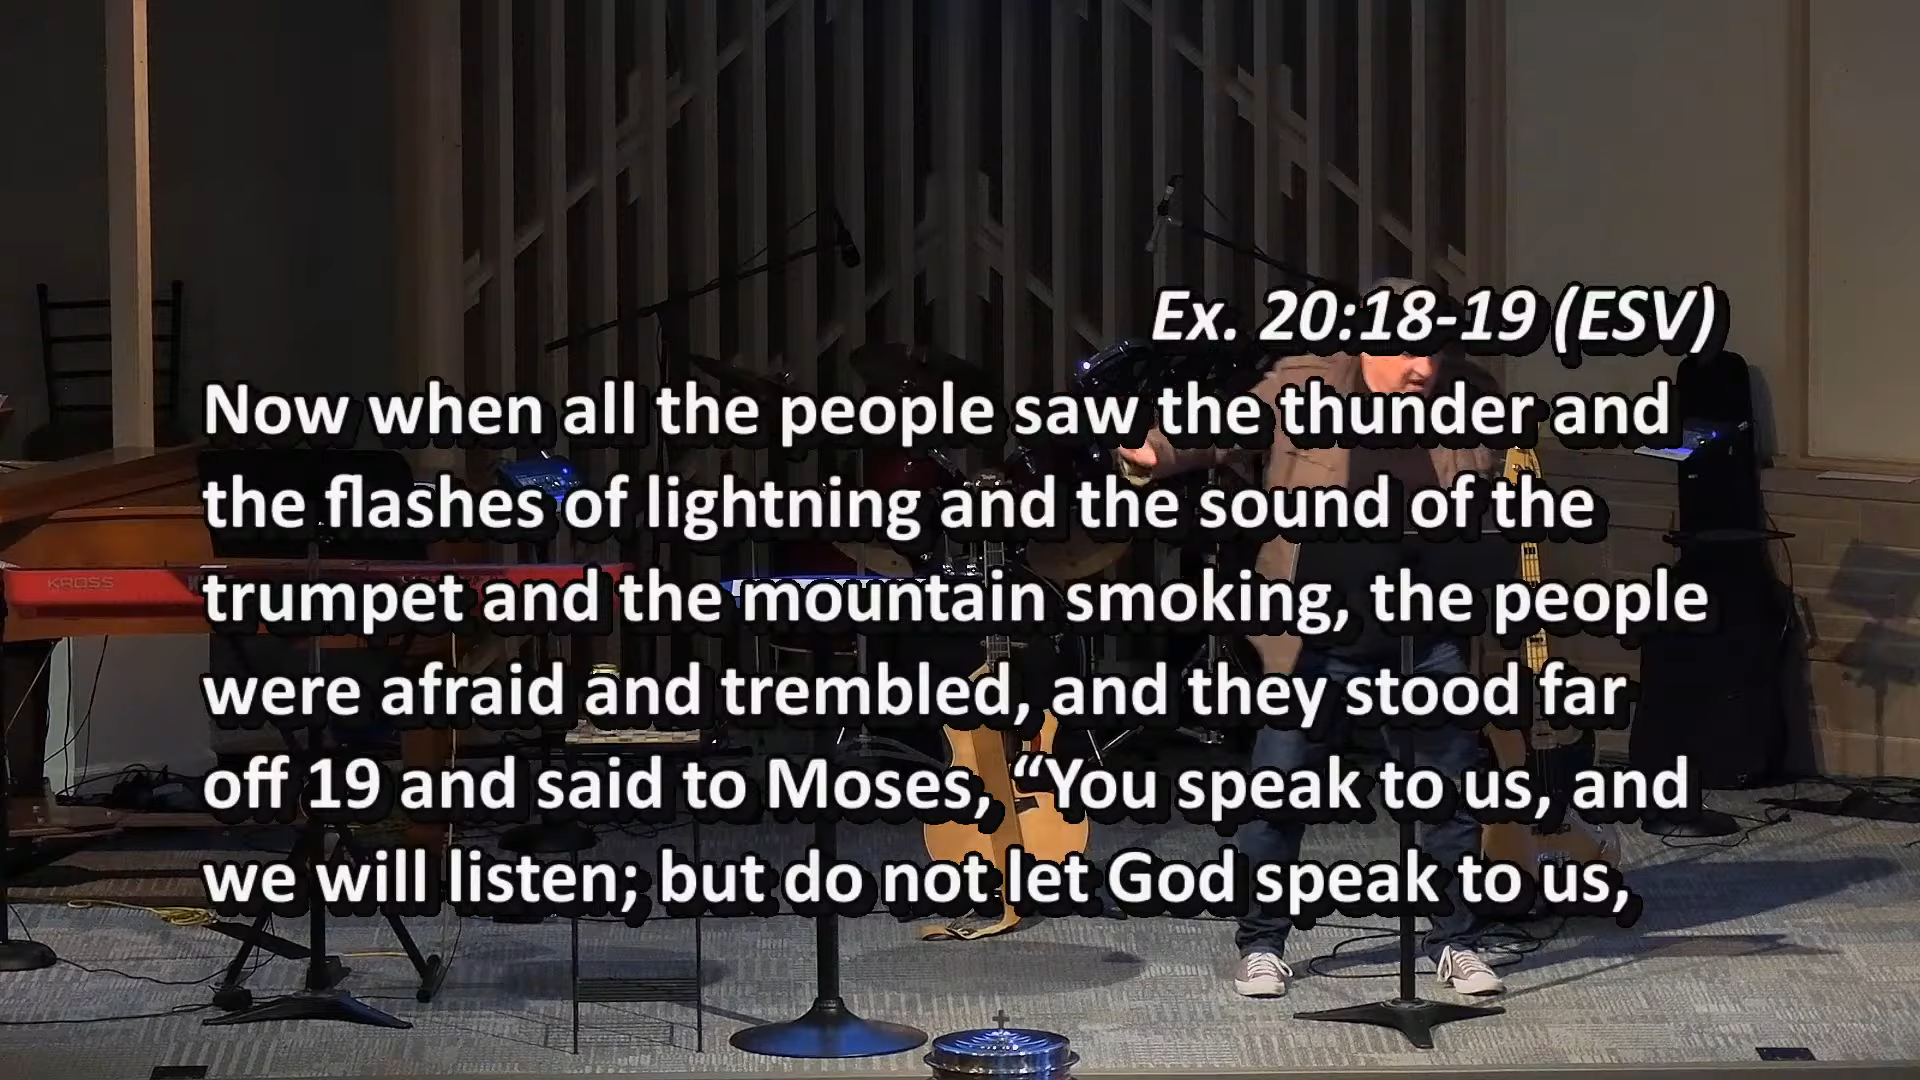 Ex. 20:18-19 (ESV)
Now when all the people saw the thunder and
the flashes of lightning and the sound of the
trumpet and the mountain smoking, the people
were afraid and trembled, and they stood far
off 19 and said to Moses, “You speak to us, and
we will listen; but do not let God speak to us,
KROSS